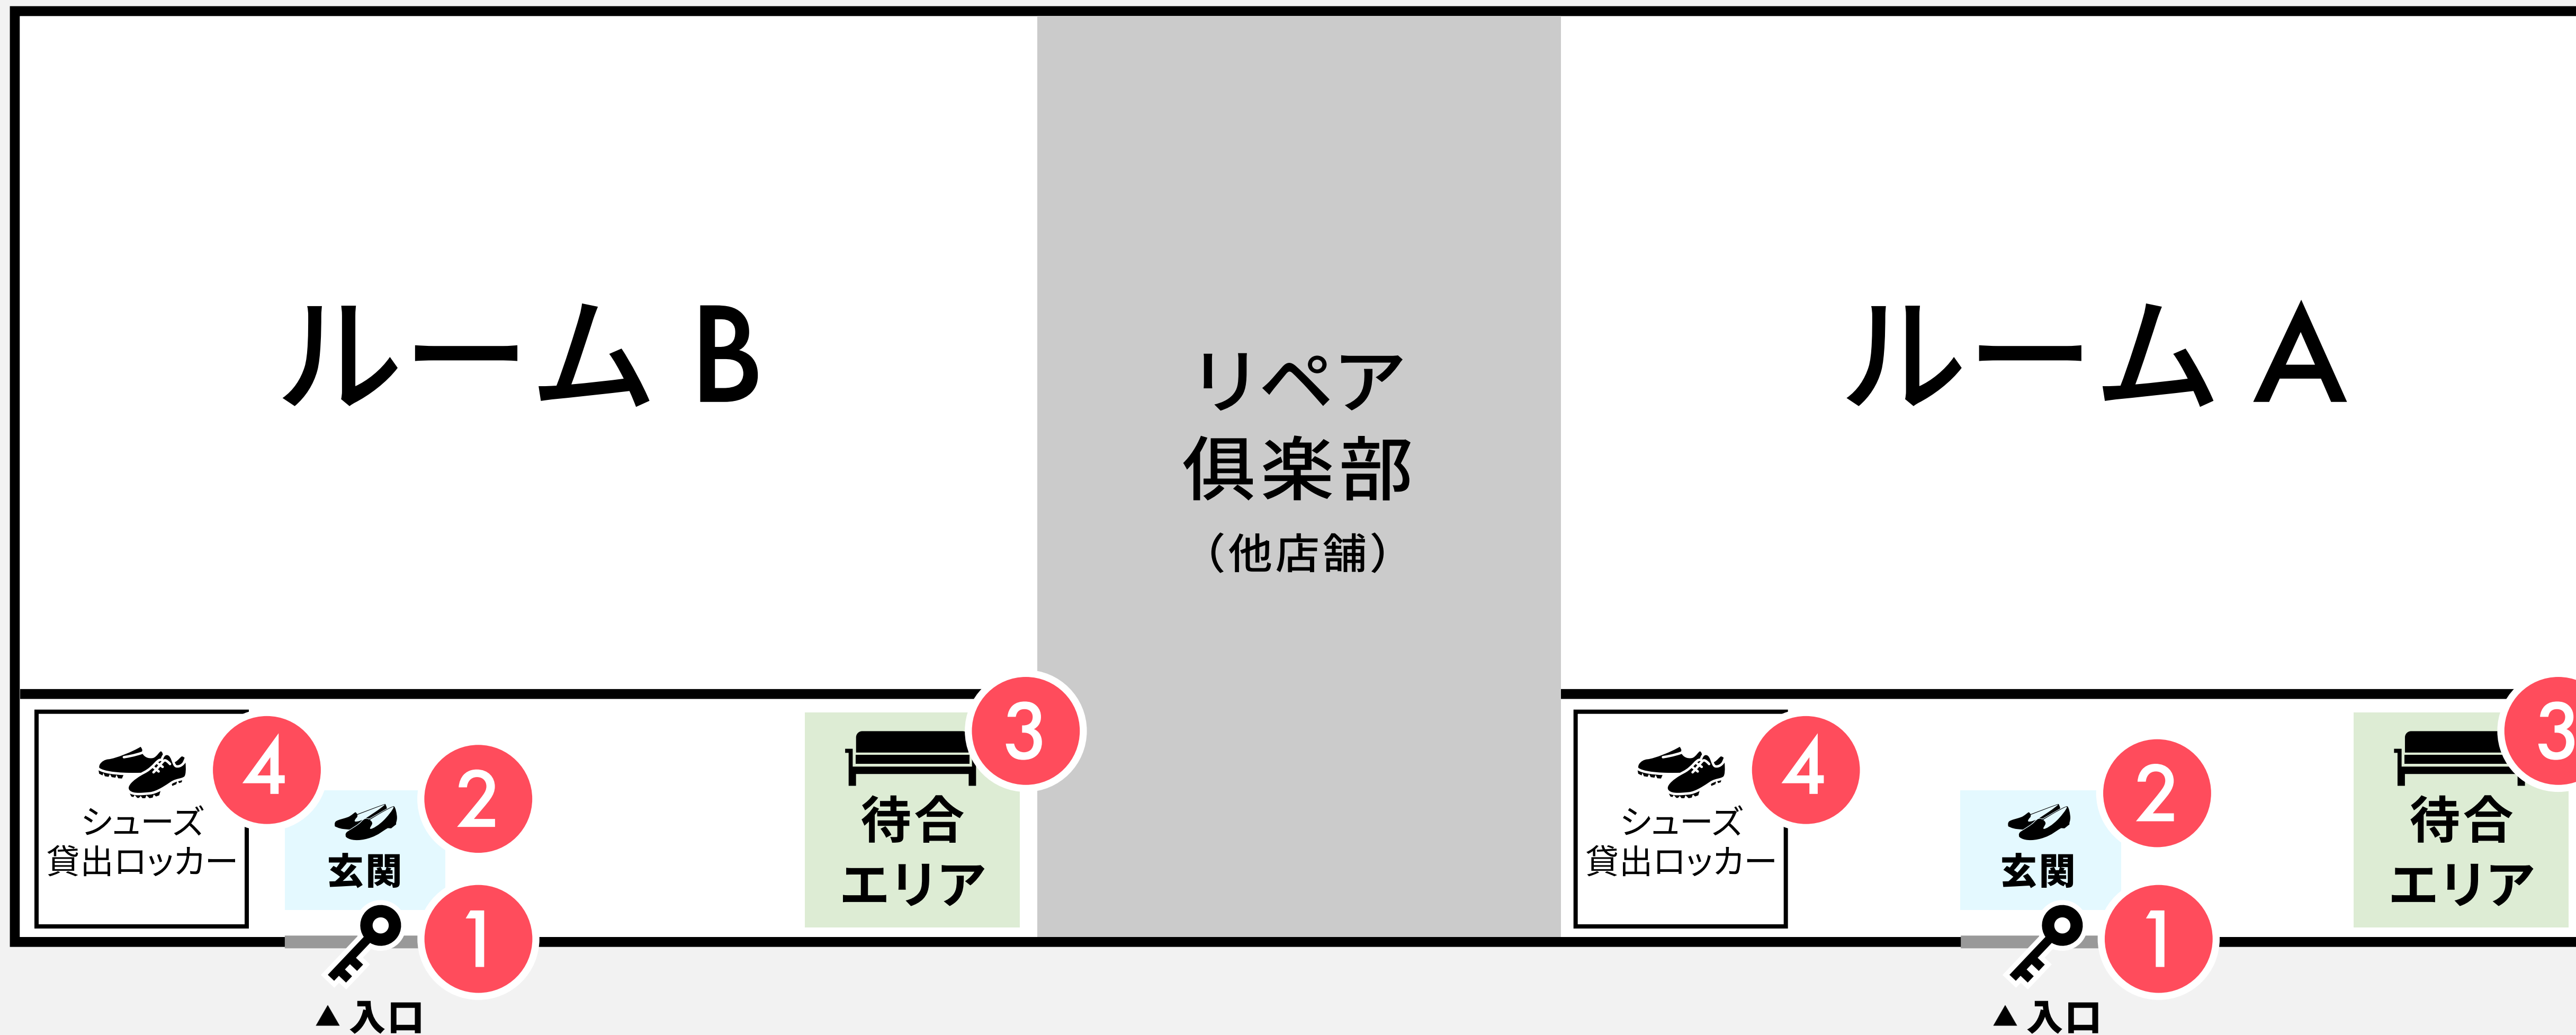 ルーム B
リペア
倶楽部
（他店舗）
ルーム A
4
シューズ
貸出ロッカー
2
玄関
3
待合
エリア
1
▲ 入口
4
シューズ
貸出ロッカー
2
玄関
3
待合
エリア
1
▲ 入口